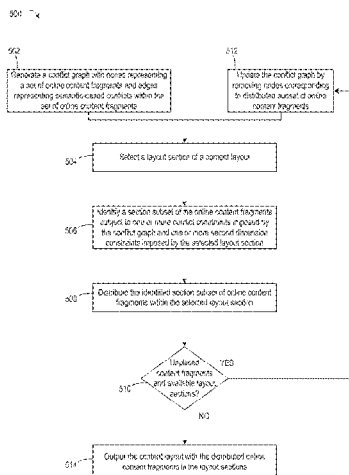 500
502
Generate a conflict graph with nodes representing
a set of online content fragments and edges
representing semantic-based conflicts within the
set of online content fragments
512
Update the conflict graph by
removing nodes corresponding
to distributed subset of online
content fragments
504
Select a layout section of a content layout
506
Identify a section subset of the online content fragments
subject to one or more conflict constraints imposed by
the conflict graph and one or more second dimension
constraints imposed by the selected layout section
508
Distribute the identified section subset of online content
fragments within the selected layout section
Unplaced
content fragments
and available layout
sections?
YES
510
NO
514
Output the content layout with the distributed online
content fragments in the layout sections